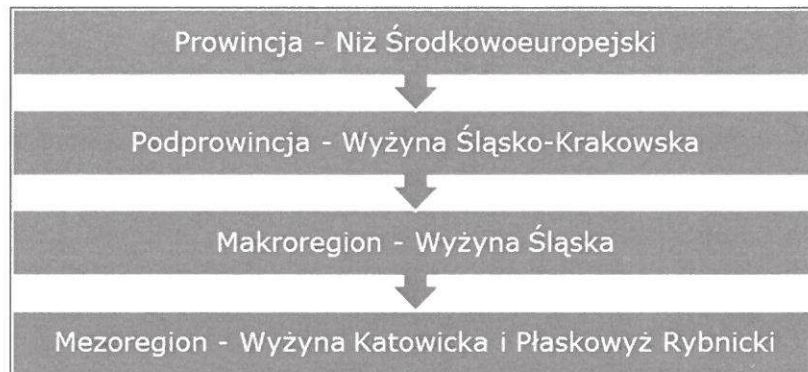 Prowincja - Niż Środkowoeuropejski
Podprowincja - Wyżyna Śląsko-Krakowska
Makroregion - Wyżyna Śląska
Mezoregion - Wyżyna Katowicka i Płaskowyż Rybnicki